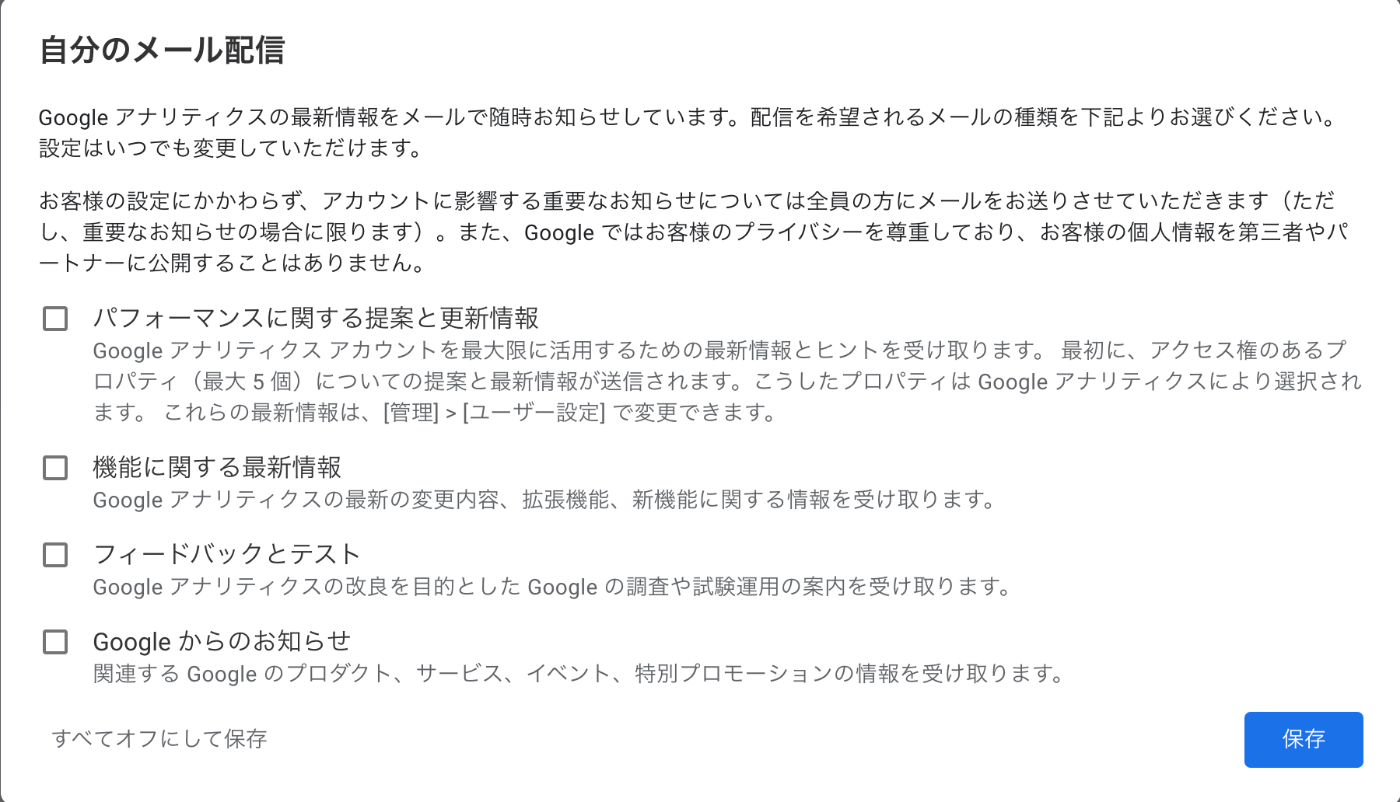 自分のメール配信
Google アナリティクスの最新情報をメールで随時お知らせしています。配信を希望されるメールの種類を下記よりお選びください。
設定はいつでも変更していただけます。
お客様の設定にかかわらず、アカウントに影響する重要なお知らせについては全員の方にメールをお送りさせていただきます（ただ
し、重要なお知らせの場合に限ります）。また、Google ではお客様のプライバシーを尊重しており、お客様の個人情報を第三者やパ
ートナーに公開することはありません。
パフォーマンスに関する提案と更新情報
Google アナリティクス アカウントを最大限に活用するための最新情報とヒントを受け取ります。 最初に、アクセス権のあるプ
ロパティ（最大 5 個）についての提案と最新情報が送信されます。こうしたプロパティは Google アナリティクスにより選択され
ます。 これらの最新情報は、[管理] > [ユーザー設定] で変更できます。
機能に関する最新情報
Google アナリティクスの最新の変更内容、拡張機能、新機能に関する情報を受け取ります。
フィードバックとテスト
Google アナリティクスの改良を目的とした Google の調査や試験運用の案内を受け取ります。
Google からのお知らせ
関連する Google のプロダクト、サービス、イベント、特別プロモーションの情報を受け取ります。
すべてオフにして保存
保存